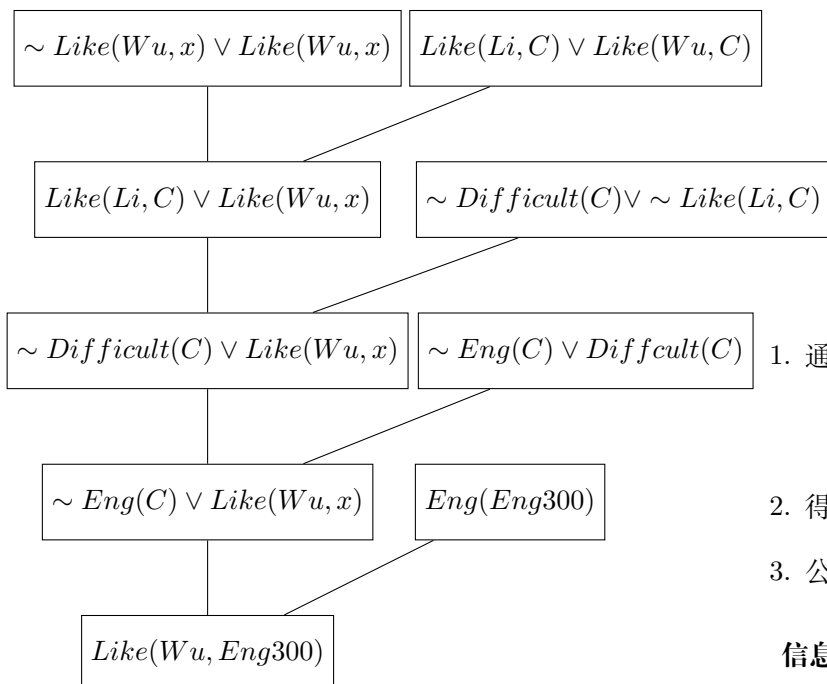 ∼ Like(Wu, x) ∨ Like(Wu, x)
Like(Li, C) ∨ Like(Wu, C)
Like(Li, C) ∨ Like(Wu, x)
∼ Difficult(C)∨ ∼ Like(Li, C)
∼ Difficult(C) ∨ Like(Wu, x)
∼ Eng(C) ∨ Diffcult(C)
1. 通
∼ Eng(C) ∨ Like(Wu, x)
Eng(Eng300)
2. 得
3. 公
Like(Wu, Eng300)
信息